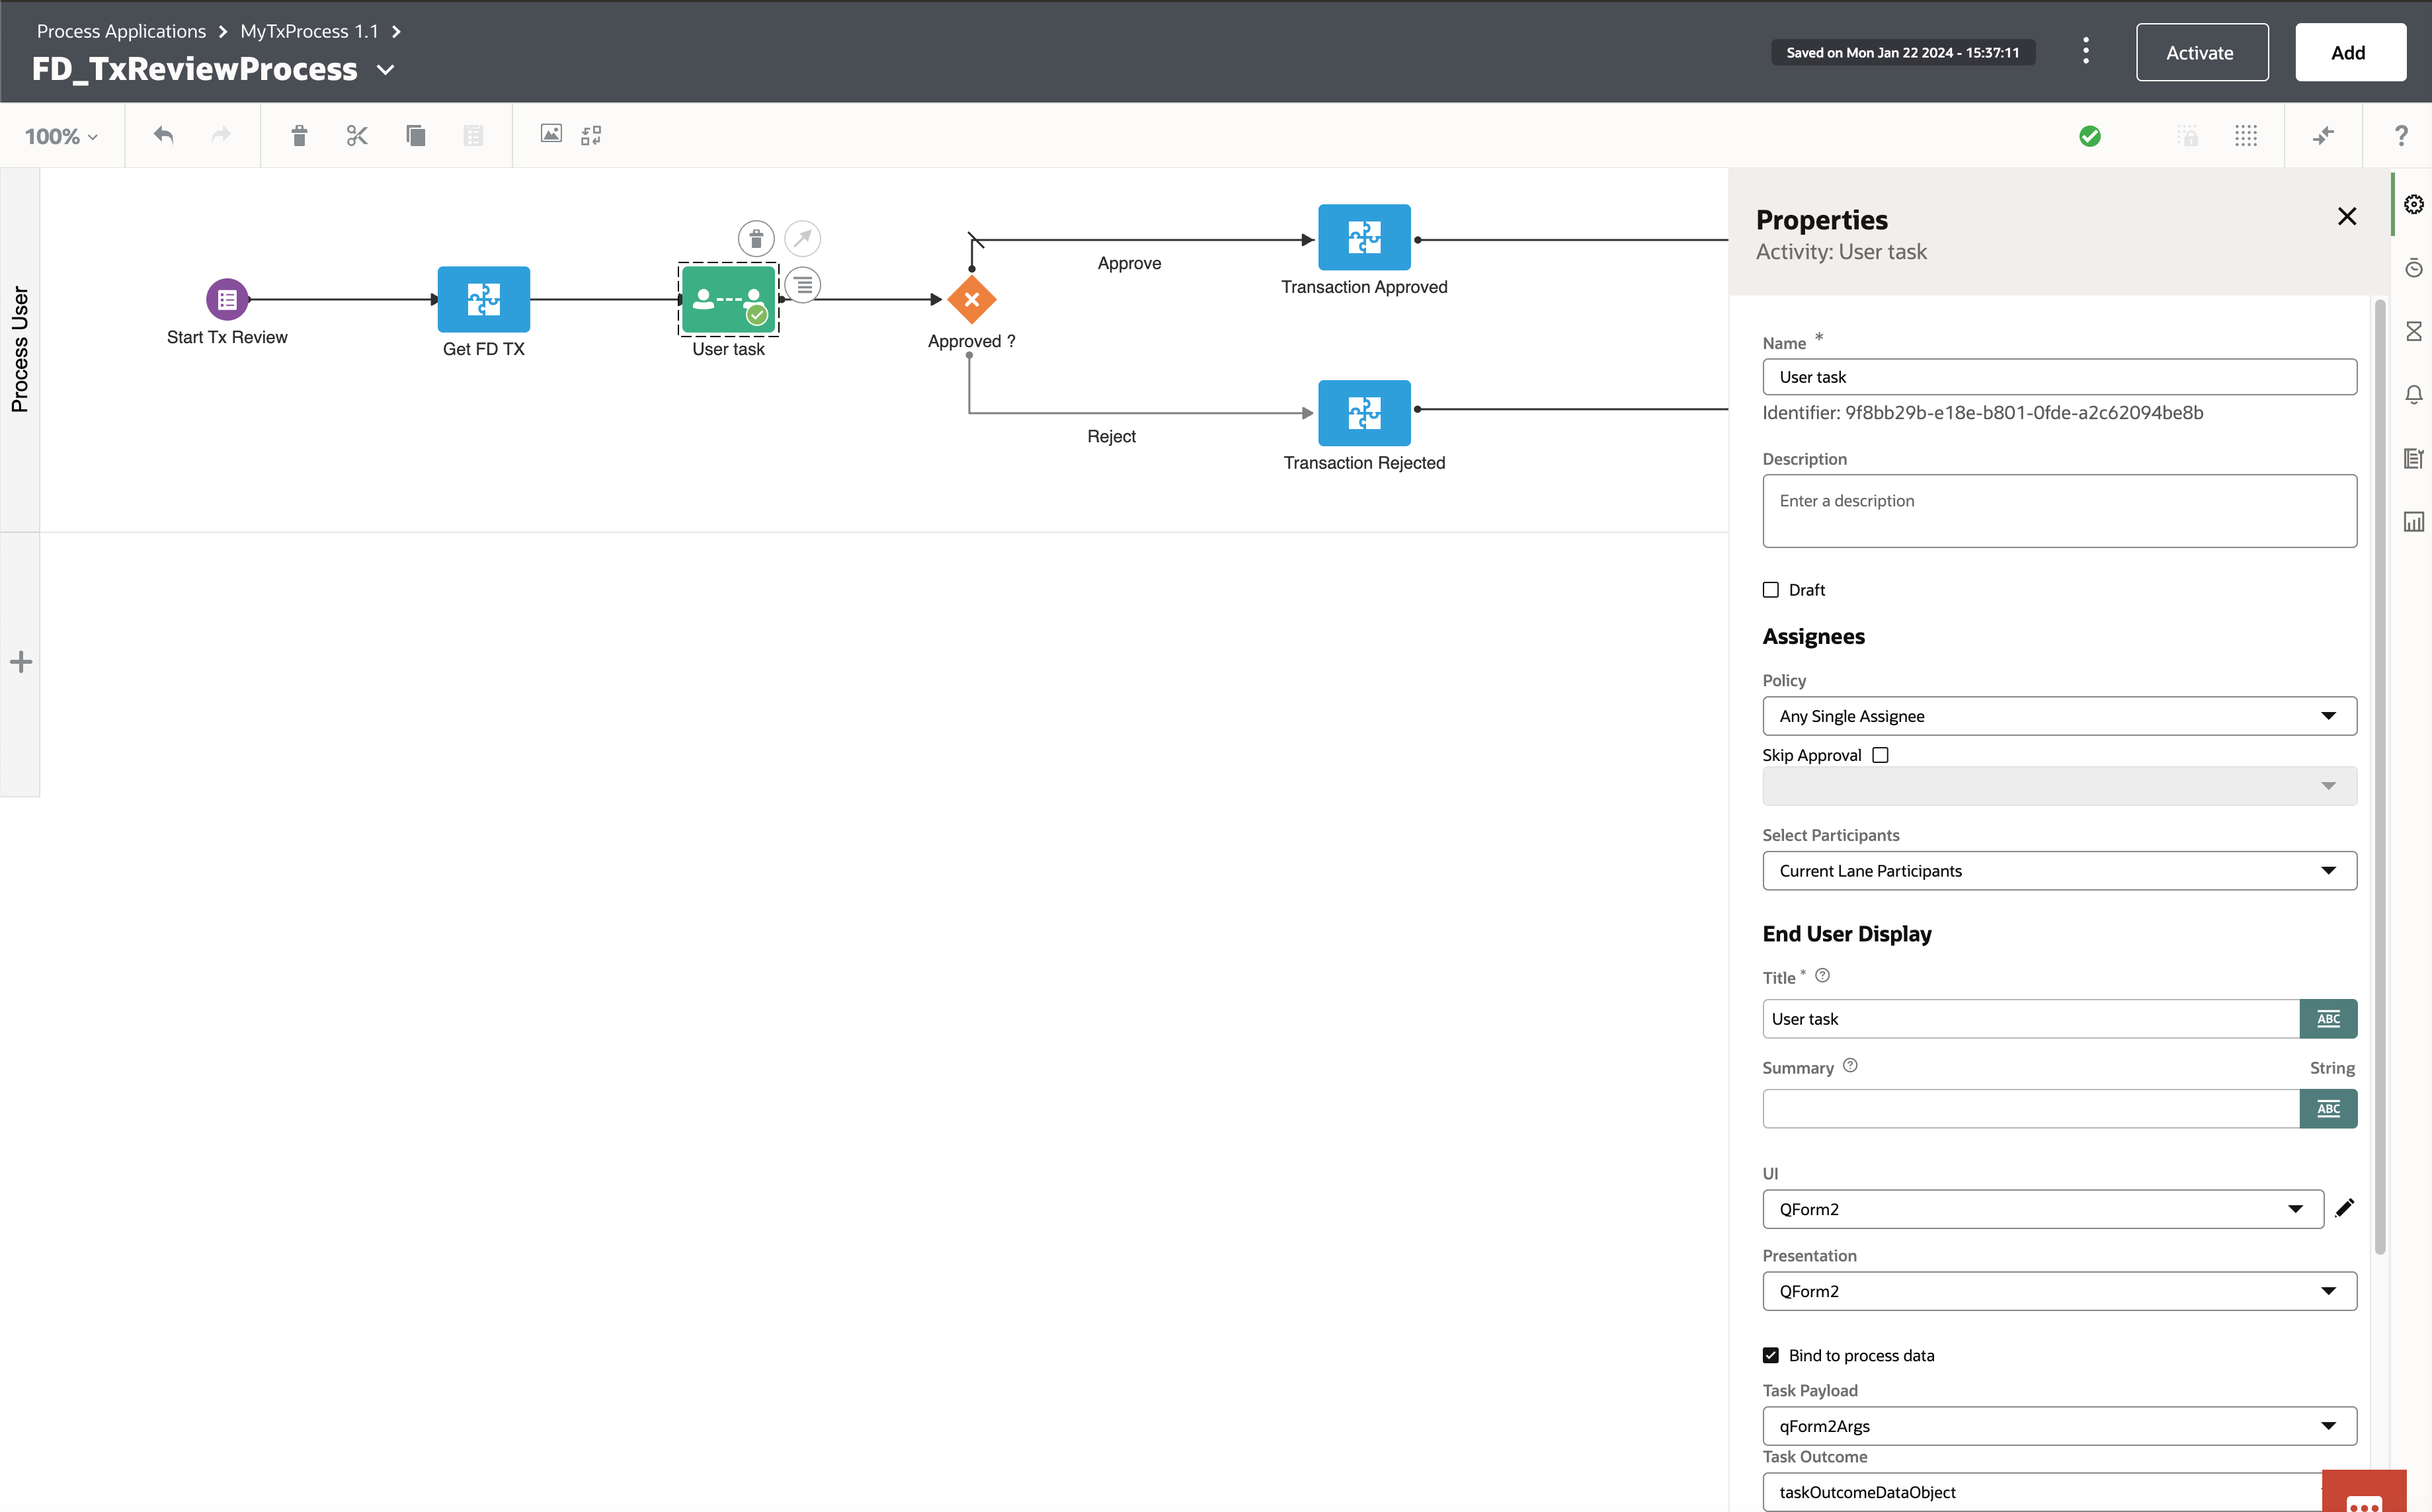 Process Applications > MyTxProcess 1.1 >
FD_TxReviewProcess
Saved on Mon Jan 22 2024 - 15:37:11
Activate
Add
100%
?
Process User
Start Tx Review
Get FD TX
User task
Approved ?
Approve
Reject
Transaction Approved
Transaction Rejected
Properties
Activity: User task
Name *
User task
Identifier: 9f8bb29b-e18e-b801-0fde-a2c62094be8b
Description
Enter a description
Draft
Assignees
Policy
Any Single Assignee
Skip Approval
Select Participants
Current Lane Participants
End User Display
Title * ?
User task
ABC
Summary ? String
ABC
UI
QForm2
Presentation
QForm2
Bind to process data
Task Payload
qForm2Args
Task Outcome
taskOutcomeDataObject